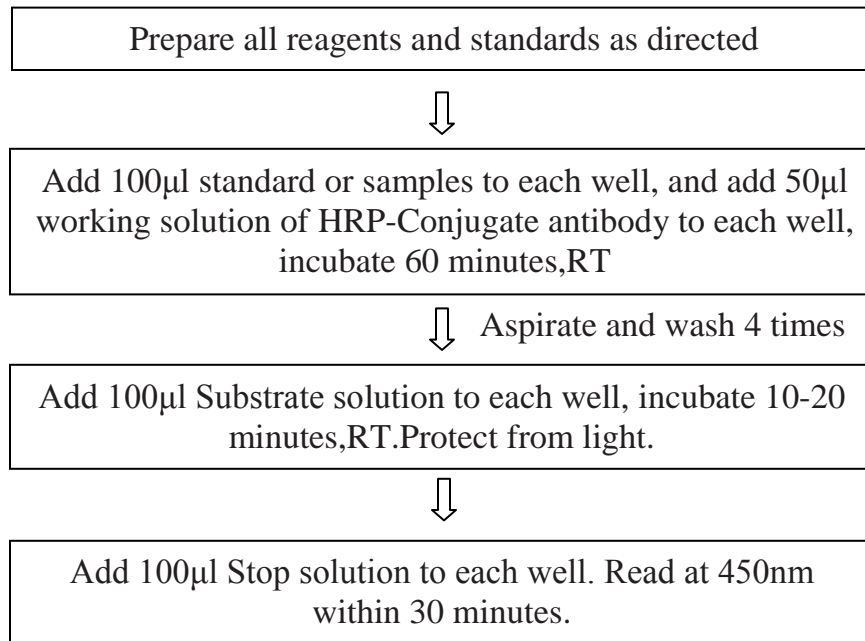 Prepare all reagents and standards as directed
Add 100μl standard or samples to each well, and add 50μl
working solution of HRP-Conjugate antibody to each well,
incubate 60 minutes,RT
Aspirate and wash 4 times
Add 100μl Substrate solution to each well, incubate 10-20
minutes,RT.Protect from light.
Add 100μl Stop solution to each well. Read at 450nm
within 30 minutes.